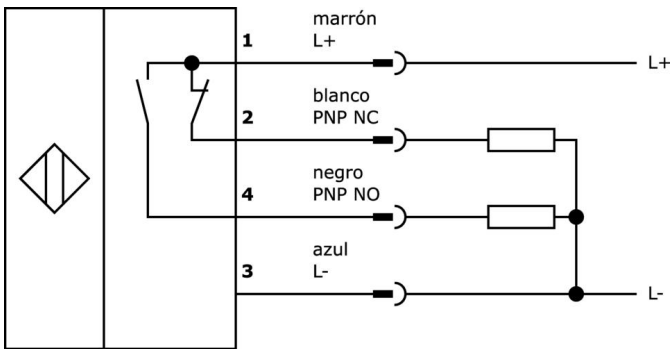 marrón
1 L+
L+
blanco
2 PNP NC
negro
4 PNP NO
azul
3 L-
L-